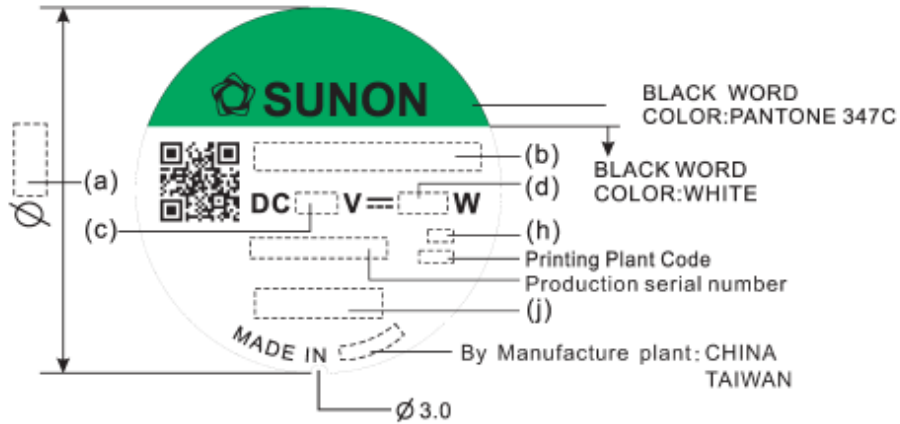 SUNON
BLACK WORD
COLOR:PANTONE 347C
BLACK WORD
COLOR:WHITE
(a)
Ø
(b)
DC V W
(d)
(c)
(h)
Printing Plant Code
Production serial number
(j)
MADE IN
By Manufacture plant: CHINA
TAIWAN
Ø 3.0